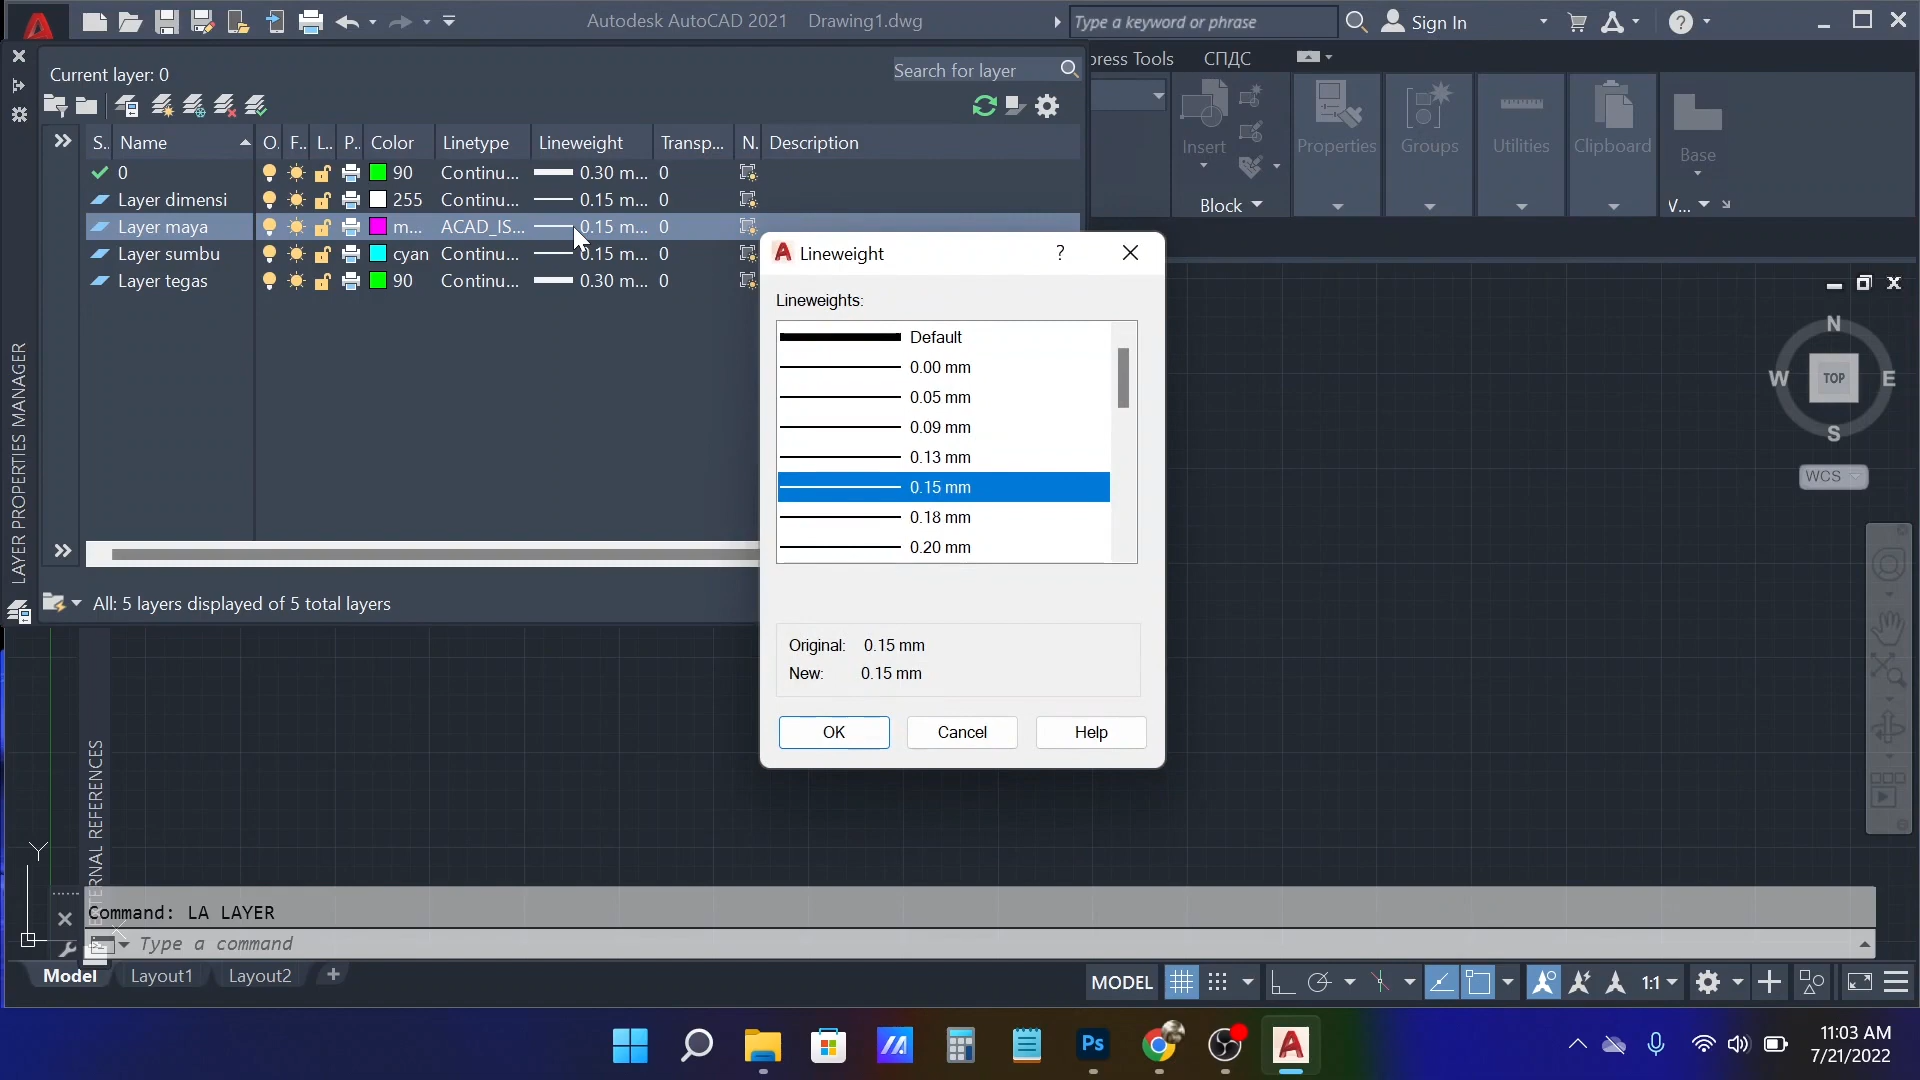 Autodesk AutoCAD 2021 Drawing1.dwg
Type a keyword or phrase
Sign In
Current layer: 0
Search for layer
press Tools СПДС
S.. Name O. F.. L.. P.. Color Linetype Lineweight Transp... N. Description
0 90 Continu... 0.30 m... 0
Layer dimensi 255 Continu... 0.15 m... 0
Layer maya m... ACAD_IS... 0.15 m... 0
Layer sumbu cyan Continu... 0.15 m... 0
Layer tegas 90 Continu... 0.30 m... 0
All: 5 layers displayed of 5 total layers
LAYER PROPERTIES MANAGER
Insert
Block
Properties
Groups
Utilities
Clipboard
Base
V...
Lineweight
?
Lineweights:
Default
0.00 mm
0.05 mm
0.09 mm
0.13 mm
0.15 mm
0.18 mm
0.20 mm
Original: 0.15 mm
New: 0.15 mm
OK Cancel Help
N
W TOP E
S
WCS
EXTERNAL REFERENCES
Y
X
Command: LA LAYER
Type a command
Model Layout1 Layout2 +
MODEL
1:1
Ps
11:03 AM
7/21/2022